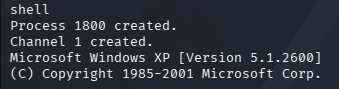 shell
Process 1800 created.
Channel 1 created.
Microsoft Windows XP [Version 5.1.2600]
(C) Copyright 1985-2001 Microsoft Corp.